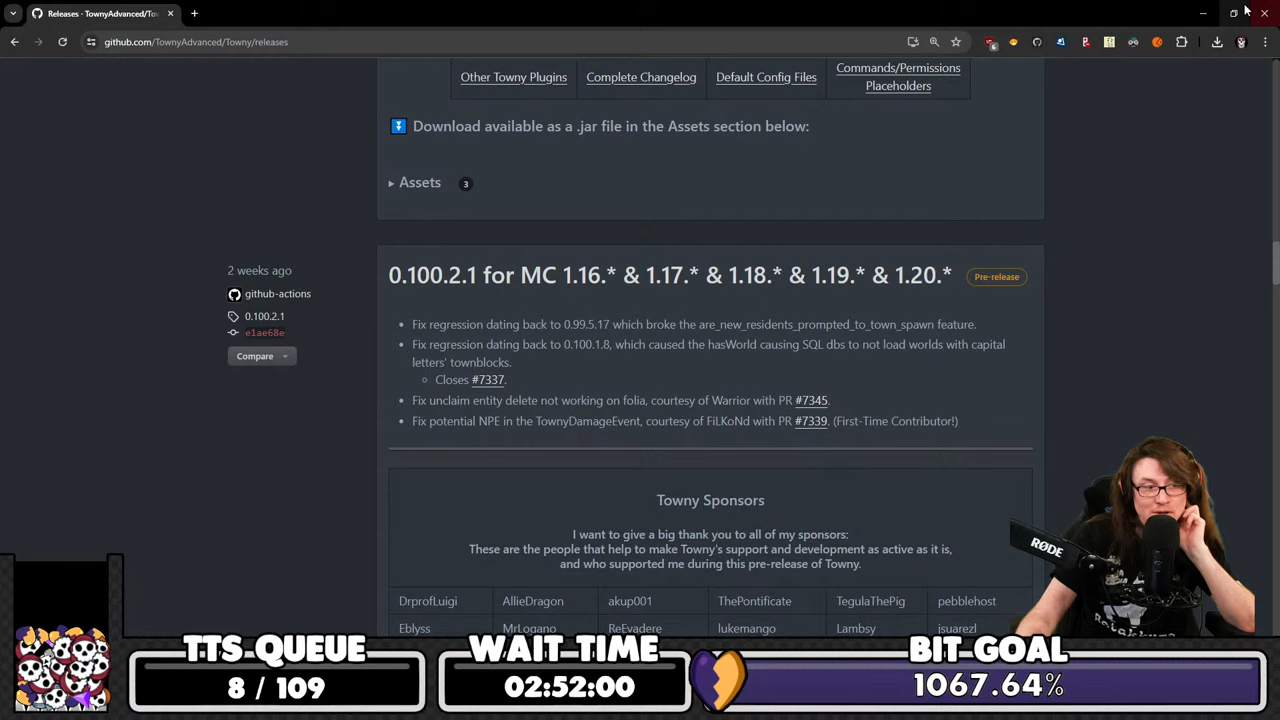 Releases · TownyAdvanced/To
github.com/TownyAdvanced/Towny/releases
6
Other Towny Plugins
Complete Changelog
Default Config Files
Commands/Permissions
Placeholders
Download available as a .jar file in the Assets section below:
Assets 3
2 weeks ago
github-actions
0.100.2.1
e1ae68e
Compare
0.100.2.1 for MC 1.16.* & 1.17.* & 1.18.* & 1.19.* & 1.20.* Pre-release
Fix regression dating back to 0.99.5.17 which broke the are_new_residents_prompted_to_town_spawn feature.
Fix regression dating back to 0.100.1.8, which caused the hasWorld causing SQL dbs to not load worlds with capital
letters' townblocks.
Closes #7337.
Fix unclaim entity delete not working on folia, courtesy of Warrior with PR #7345.
Fix potential NPE in the TownyDamageEvent, courtesy of FiLKoNd with PR #7339. (First-Time Contributor!)
Towny Sponsors
I want to give a big thank you to all of my sponsors:
These are the people that help to make Towny's support and development as active as it is,
and who supported me during this pre-release of Towny.
DrprofLuigi AllieDragon akup001 ThePontificate TegulaThePig pebblehost
Eblyss MrLogano ReEvadere lukemango Lambsy jsuarezl
RØDE
TTS QUEUE
8 / 109
WAIT TIME
02:52:00
BIT GOAL
1067.64%